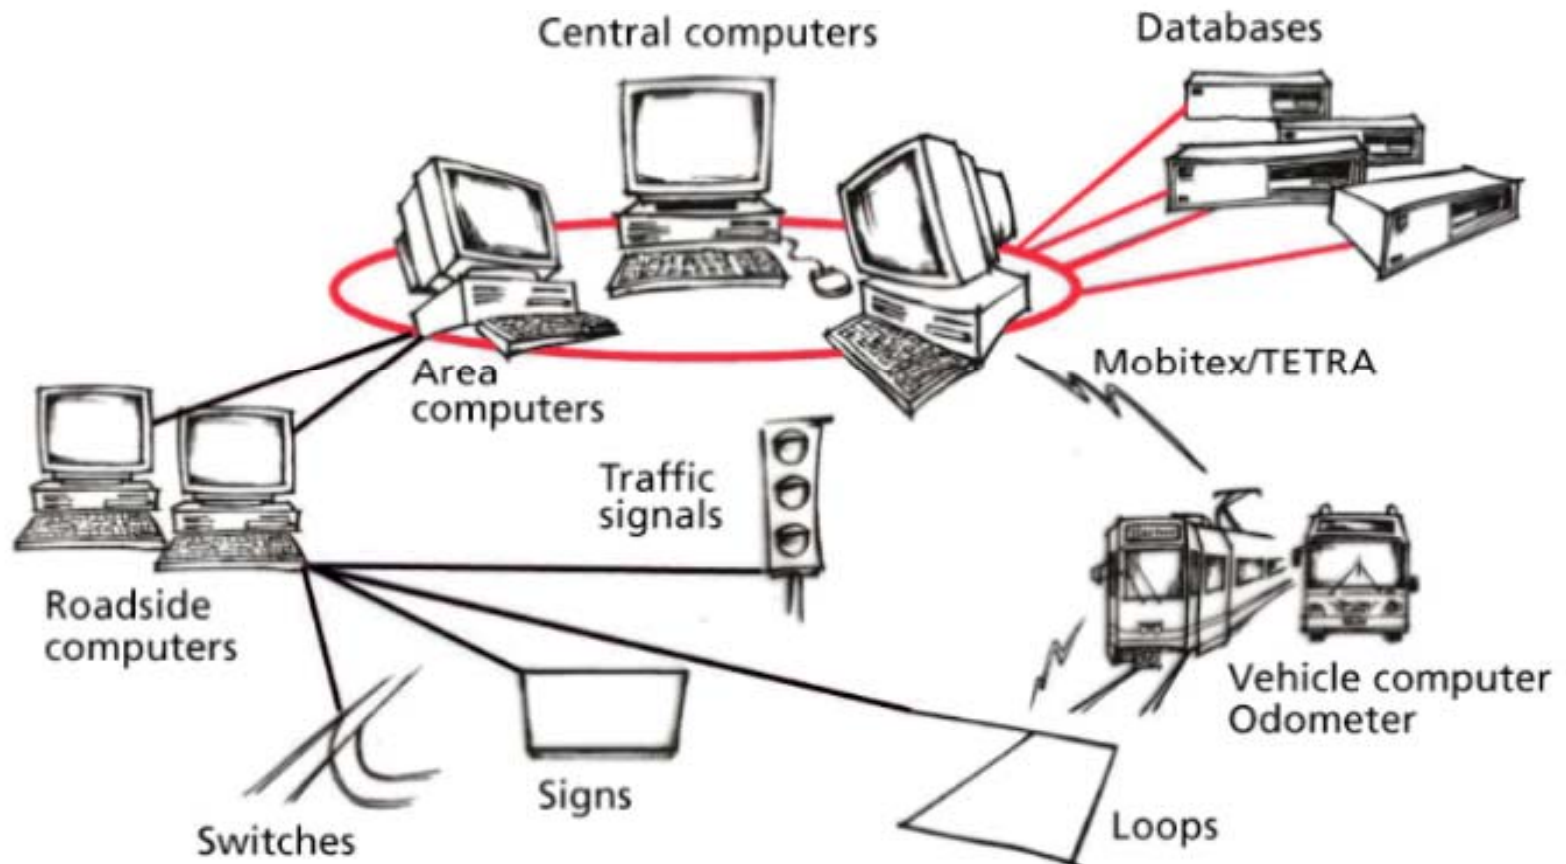 Central computers
Databases
Area
computers
Mobitex/TETRA
Traffic
signals
Roadside
computers
Vehicle computer
Odometer
Signs
Switches
Loops